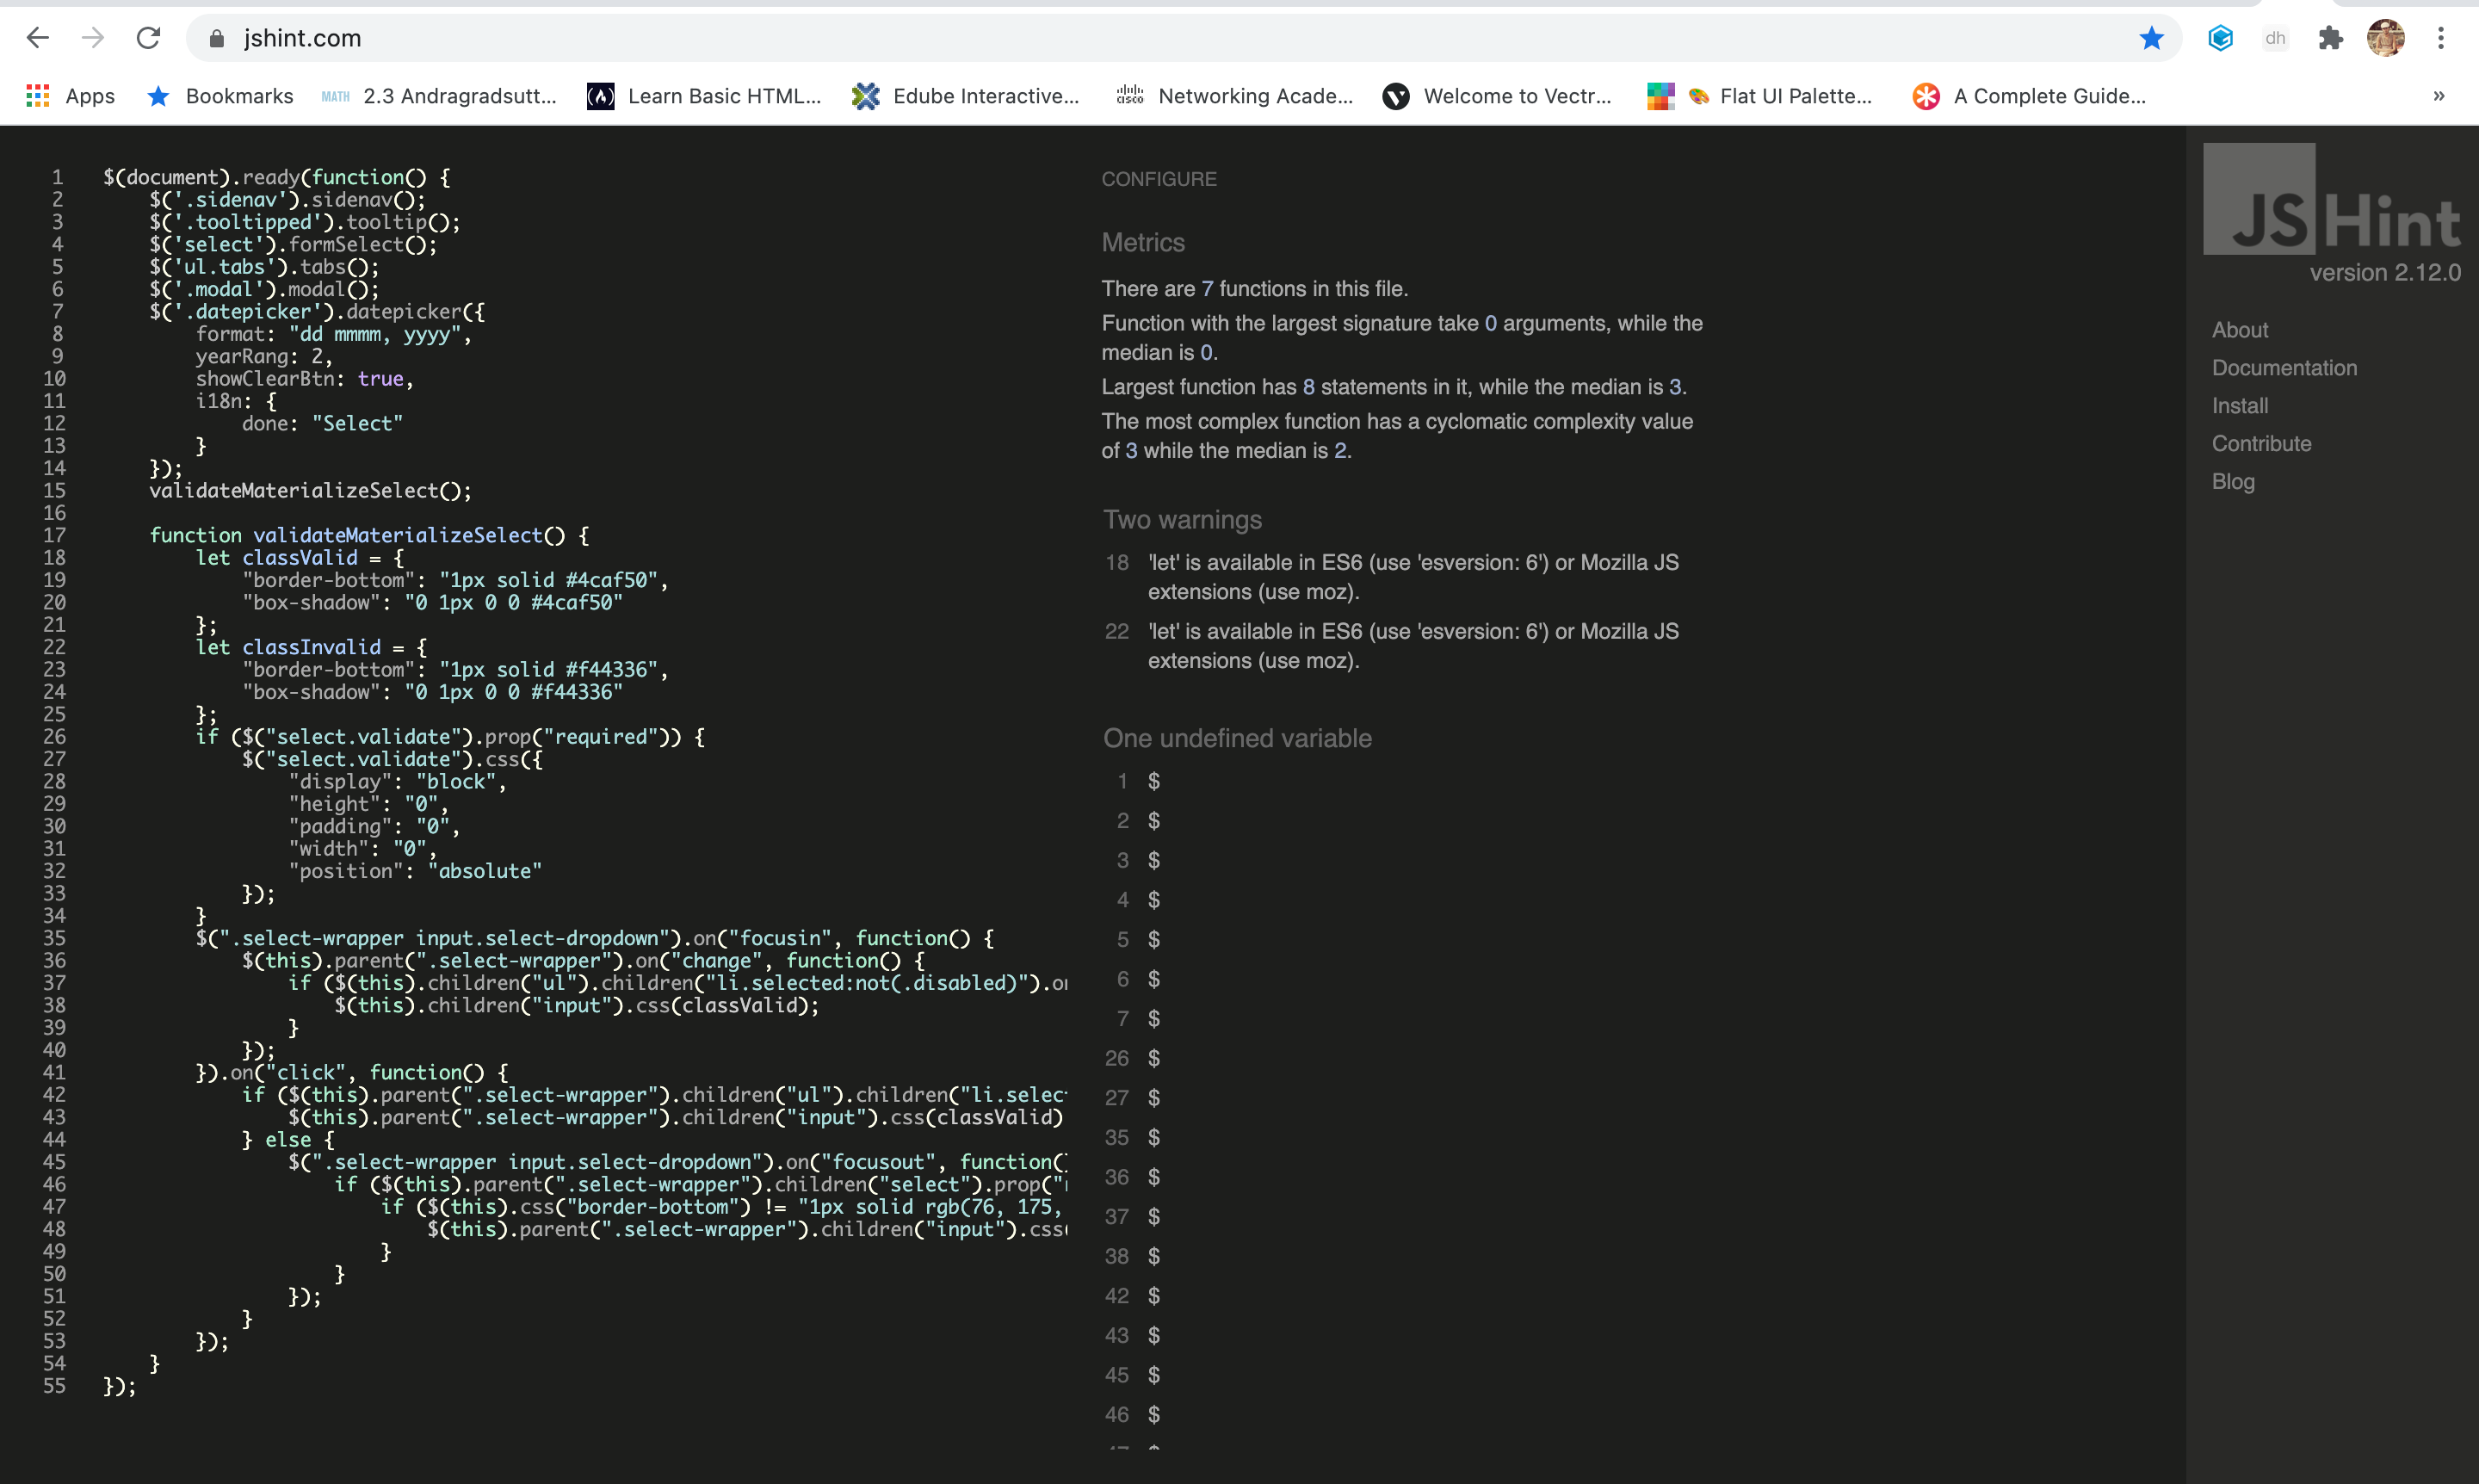 jshint.com
dh
Apps
Bookmarks
MATH 2.3 Andragradsutt...
Learn Basic HTML...
Edube Interactive...
cisco Networking Acade...
Welcome to Vectr...
Flat UI Palette...
A Complete Guide...
»
1 $(document).ready(function() {
2 $('.sidenav').sidenav();
3 $('.tooltipped').tooltip();
4 $('select').formSelect();
5 $('ul.tabs').tabs();
6 $('.modal').modal();
7 $('.datepicker').datepicker({
8 format: "dd mmmm, yyyy",
9 yearRang: 2,
10 showClearBtn: true,
11 i18n: {
12 done: "Select"
13 }
14 });
15 validateMaterializeSelect();
16
17 function validateMaterializeSelect() {
18 let classValid = {
19 "border-bottom": "1px solid #4caf50",
20 "box-shadow": "0 1px 0 0 #4caf50"
21 };
22 let classInvalid = {
23 "border-bottom": "1px solid #f44336",
24 "box-shadow": "0 1px 0 0 #f44336"
25 };
26 if ($("select.validate").prop("required")) {
27 $("select.validate").css({
28 "display": "block",
29 "height": "0",
30 "padding": "0",
31 "width": "0",
32 "position": "absolute"
33 });
34 }
35 $(".select-wrapper input.select-dropdown").on("focusin", function() {
36 $(this).parent(".select-wrapper").on("change", function() {
37 if ($(this).children("ul").children("li.selected:not(.disabled)").on
38 $(this).children("input").css(classValid);
39 }
40 });
41 }).on("click", function() {
42 if ($(this).parent(".select-wrapper").children("ul").children("li.selec
43 $(this).parent(".select-wrapper").children("input").css(classValid)
44 } else {
45 $(".select-wrapper input.select-dropdown").on("focusout", function()
46 if ($(this).parent(".select-wrapper").children("select").prop("
47 if ($(this).css("border-bottom") != "1px solid rgb(76, 175,
48 $(this).parent(".select-wrapper").children("input").css(
49 }
50 }
51 });
52 }
53 });
54 }
55 });
CONFIGURE
Metrics
There are 7 functions in this file.
Function with the largest signature take 0 arguments, while the
median is 0.
Largest function has 8 statements in it, while the median is 3.
The most complex function has a cyclomatic complexity value
of 3 while the median is 2.
Two warnings
18 'let' is available in ES6 (use 'esversion: 6') or Mozilla JS
extensions (use moz).
22 'let' is available in ES6 (use 'esversion: 6') or Mozilla JS
extensions (use moz).
One undefined variable
1 $
2 $
3 $
4 $
5 $
6 $
7 $
26 $
27 $
35 $
36 $
37 $
38 $
42 $
43 $
45 $
46 $
JSHint
version 2.12.0
About
Documentation
Install
Contribute
Blog